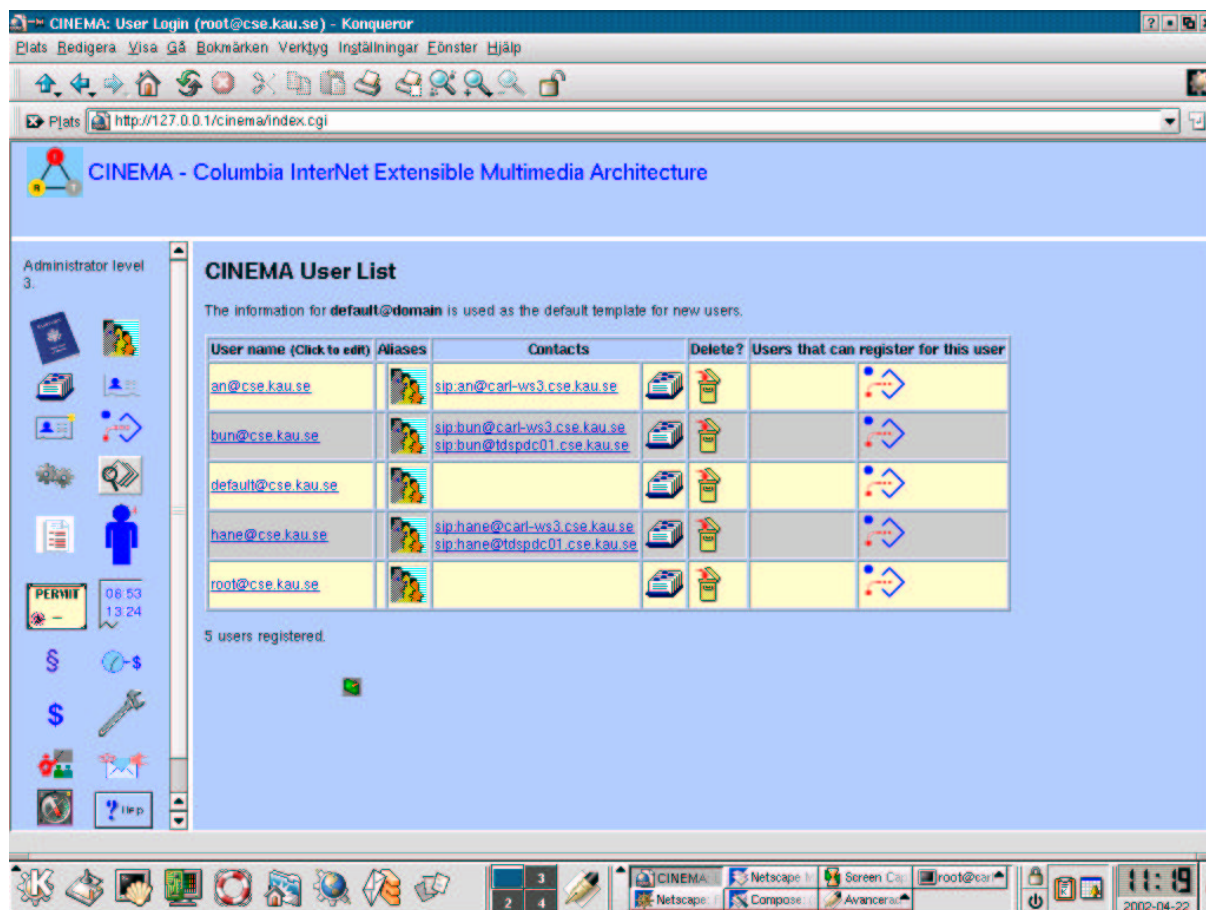 CINEMA: User Login (root@cse.kau.se) - Konqueror
Plats Redigera Visa Gå Bokmärken Verktyg Inställningar Fönster Hjälp
Plats http://127.0.0.1/cinema/index.cgi
CINEMA - Columbia InterNet Extensible Multimedia Architecture
Administrator level
3.
PERMIT
06:53
13:24
§
-$
$
? Help
CINEMA User List
The information for default@domain is used as the default template for new users.
User name (Click to edit) Aliases Contacts Delete? Users that can register for this user
an@cse.kau.se sip:an@carl-ws3.cse.kau.se
bun@cse.kau.se sip:bun@carl-ws3.cse.kau.se
sip:bun@tdspdc01.cse.kau.se
default@cse.kau.se
hane@cse.kau.se sip:hane@carl-ws3.cse.kau.se
sip:hane@tdspdc01.cse.kau.se
root@cse.kau.se
5 users registered.
3
2 4
CINEMA: Netscape Screen Ca root@carl
Netscape: Compose: Avancerad
11:19
2002-04-22